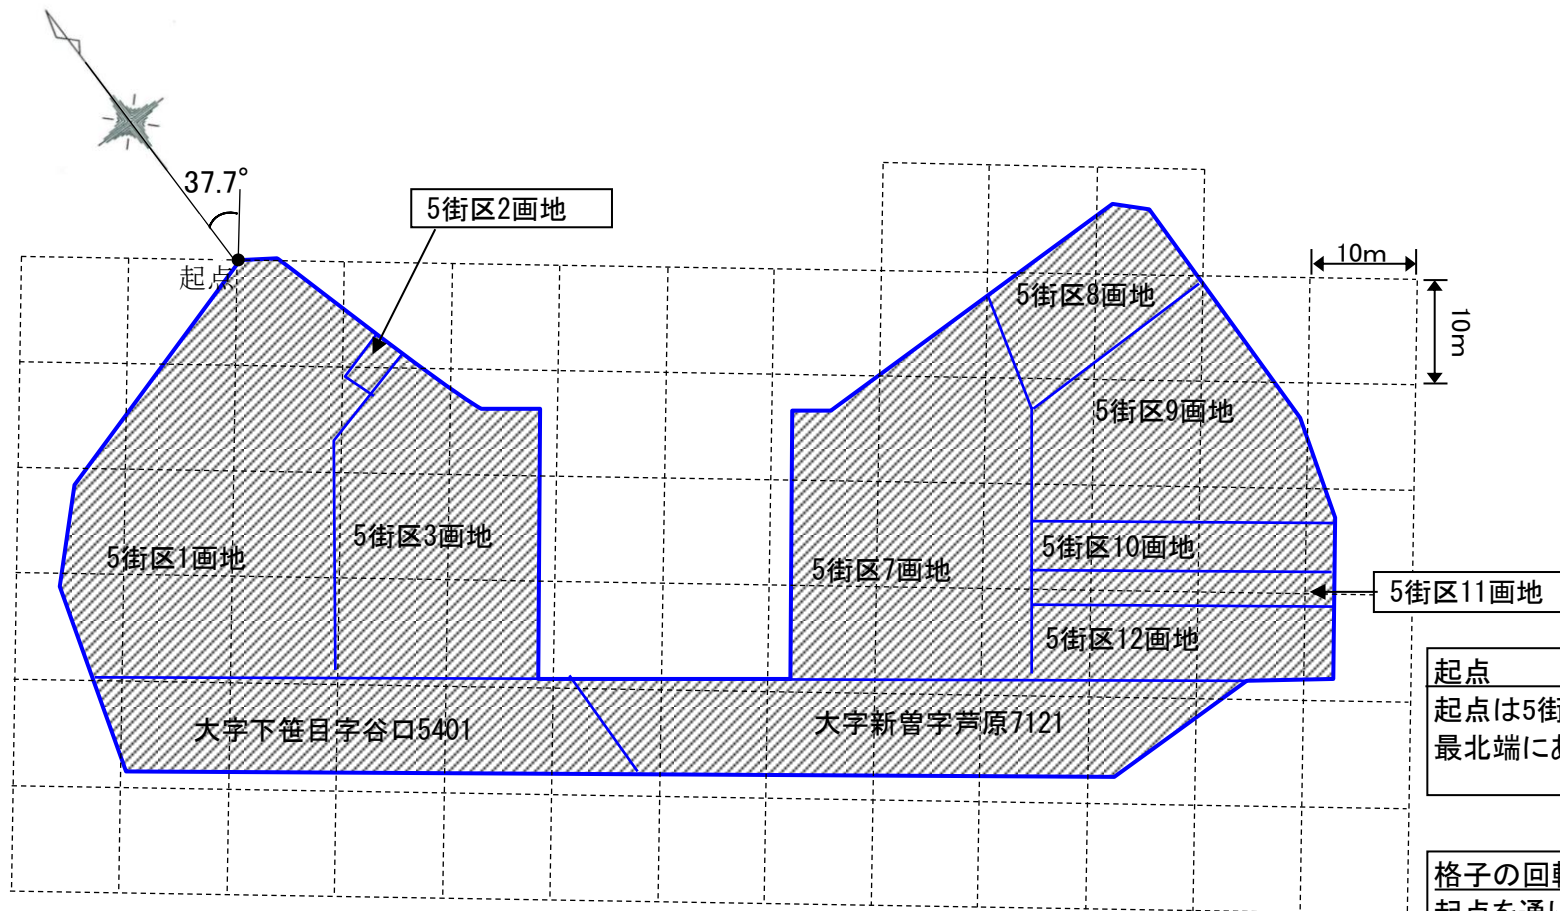 37.7°
5街区2画地
起点
10m
10m
5街区8画地
5街区9画地
5街区1画地
5街区3画地
5街区7画地
5街区10画地
5街区11画地
5街区12画地
大字下笹目字谷口5401
大字新曽字芦原7121
起点
起点は5街
最北端に
格子の回
起点を通